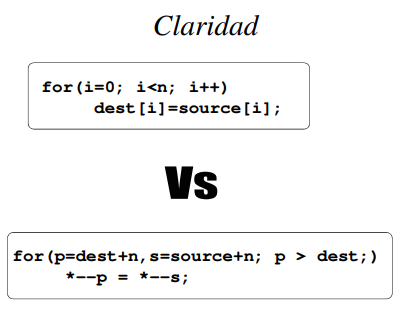 Claridad
for(i=0; i<n; i++)
dest[i]=source[i];
Vs
for(p=dest+n,s=source+n; p > dest;)
*--p = *--s;